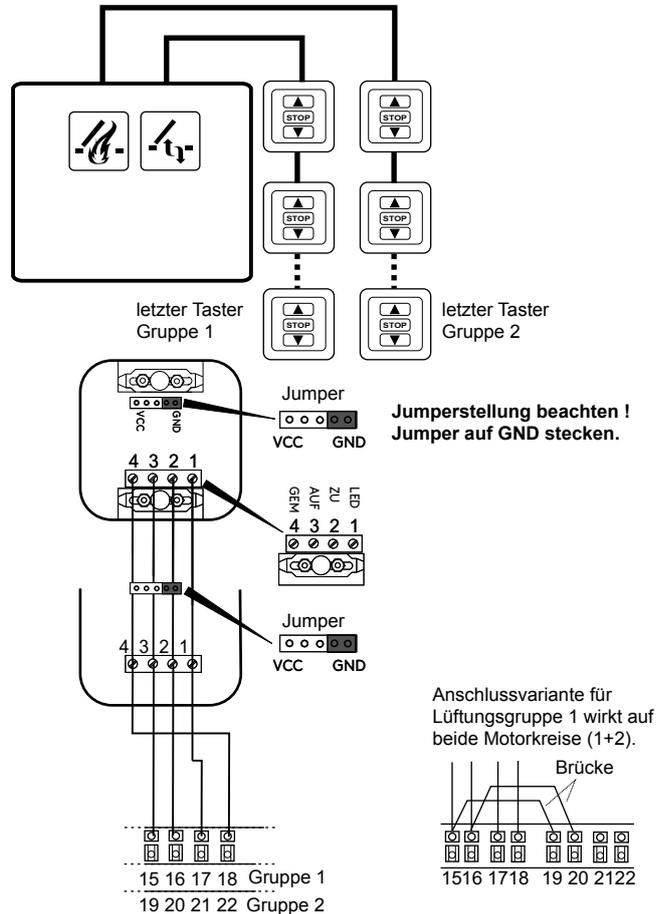 STOP
STOP
STOP
STOP
STOP
STOP
letzter Taster
Gruppe 1
letzter Taster
Gruppe 2
VCC
GND
Jumper
VCC GND
Jumperstellung beachten !
Jumper auf GND stecken.
4 3 2 1
GEM AUF ZU LED
4 3 2 1
Jumper
VCC GND
4 3 2 1
Anschlussvariante für
Lüftungsgruppe 1 wirkt auf
beide Motorkreise (1+2).
Brücke
15 16 17 18 Gruppe 1
19 20 21 22 Gruppe 2
1516 1718 19 20 2122